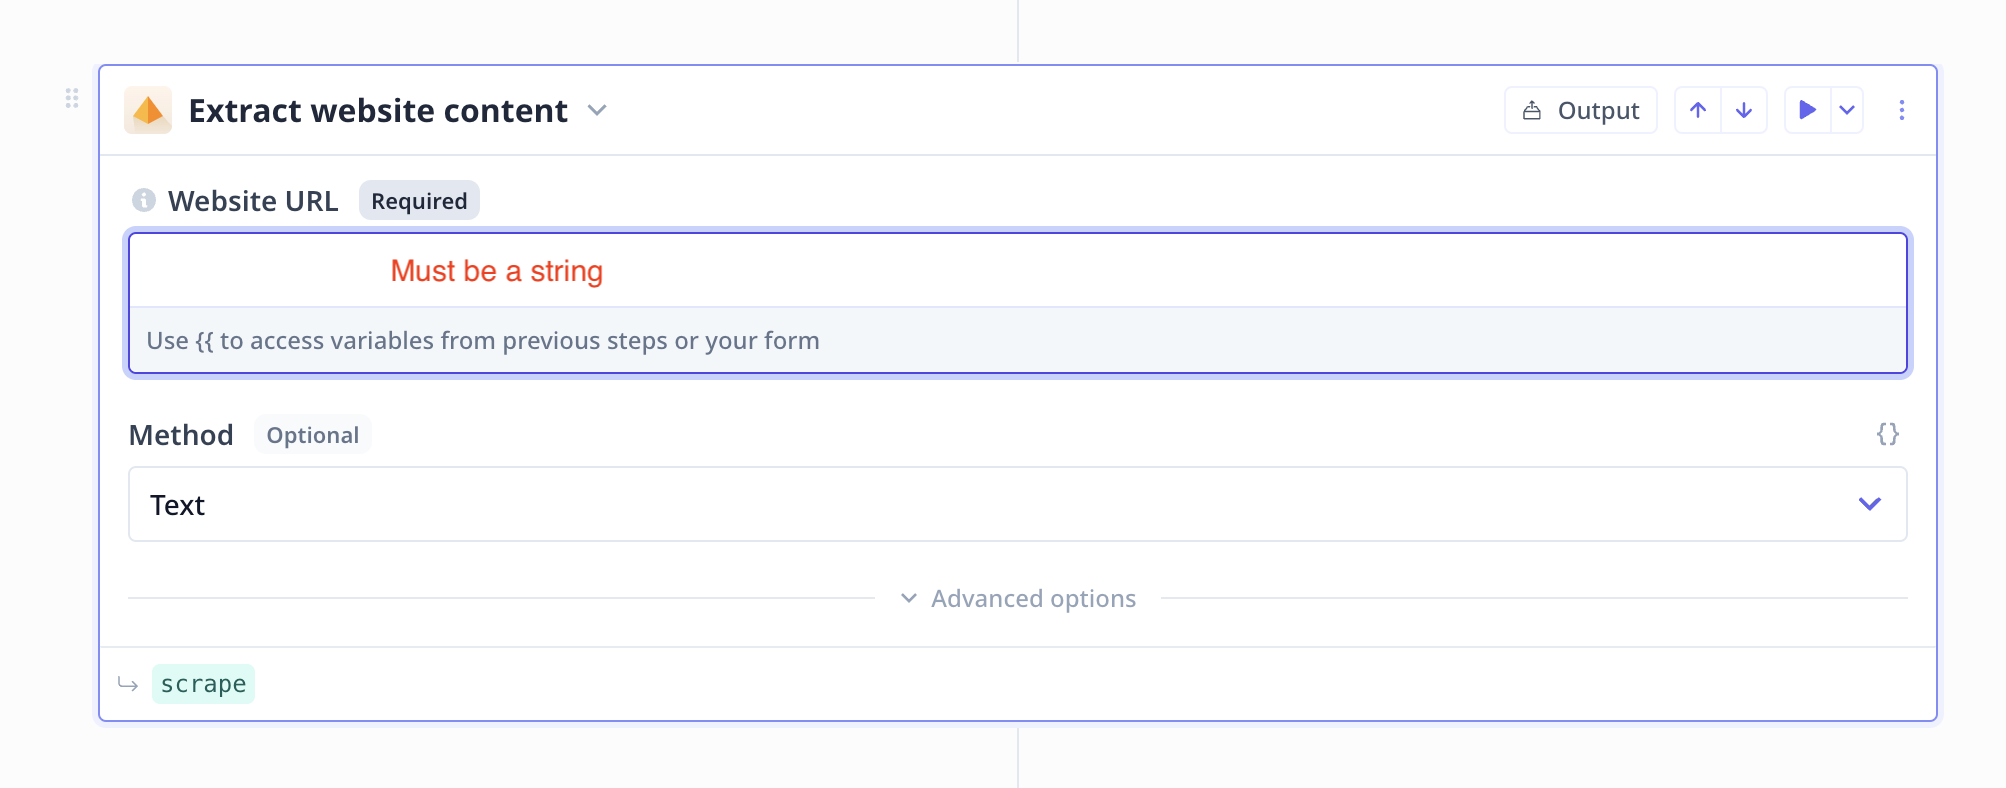 Extract website content
Output
Website URL Required
Must be a string
Use {{ to access variables from previous steps or your form
Method Optional
{}
Text
Advanced options
scrape